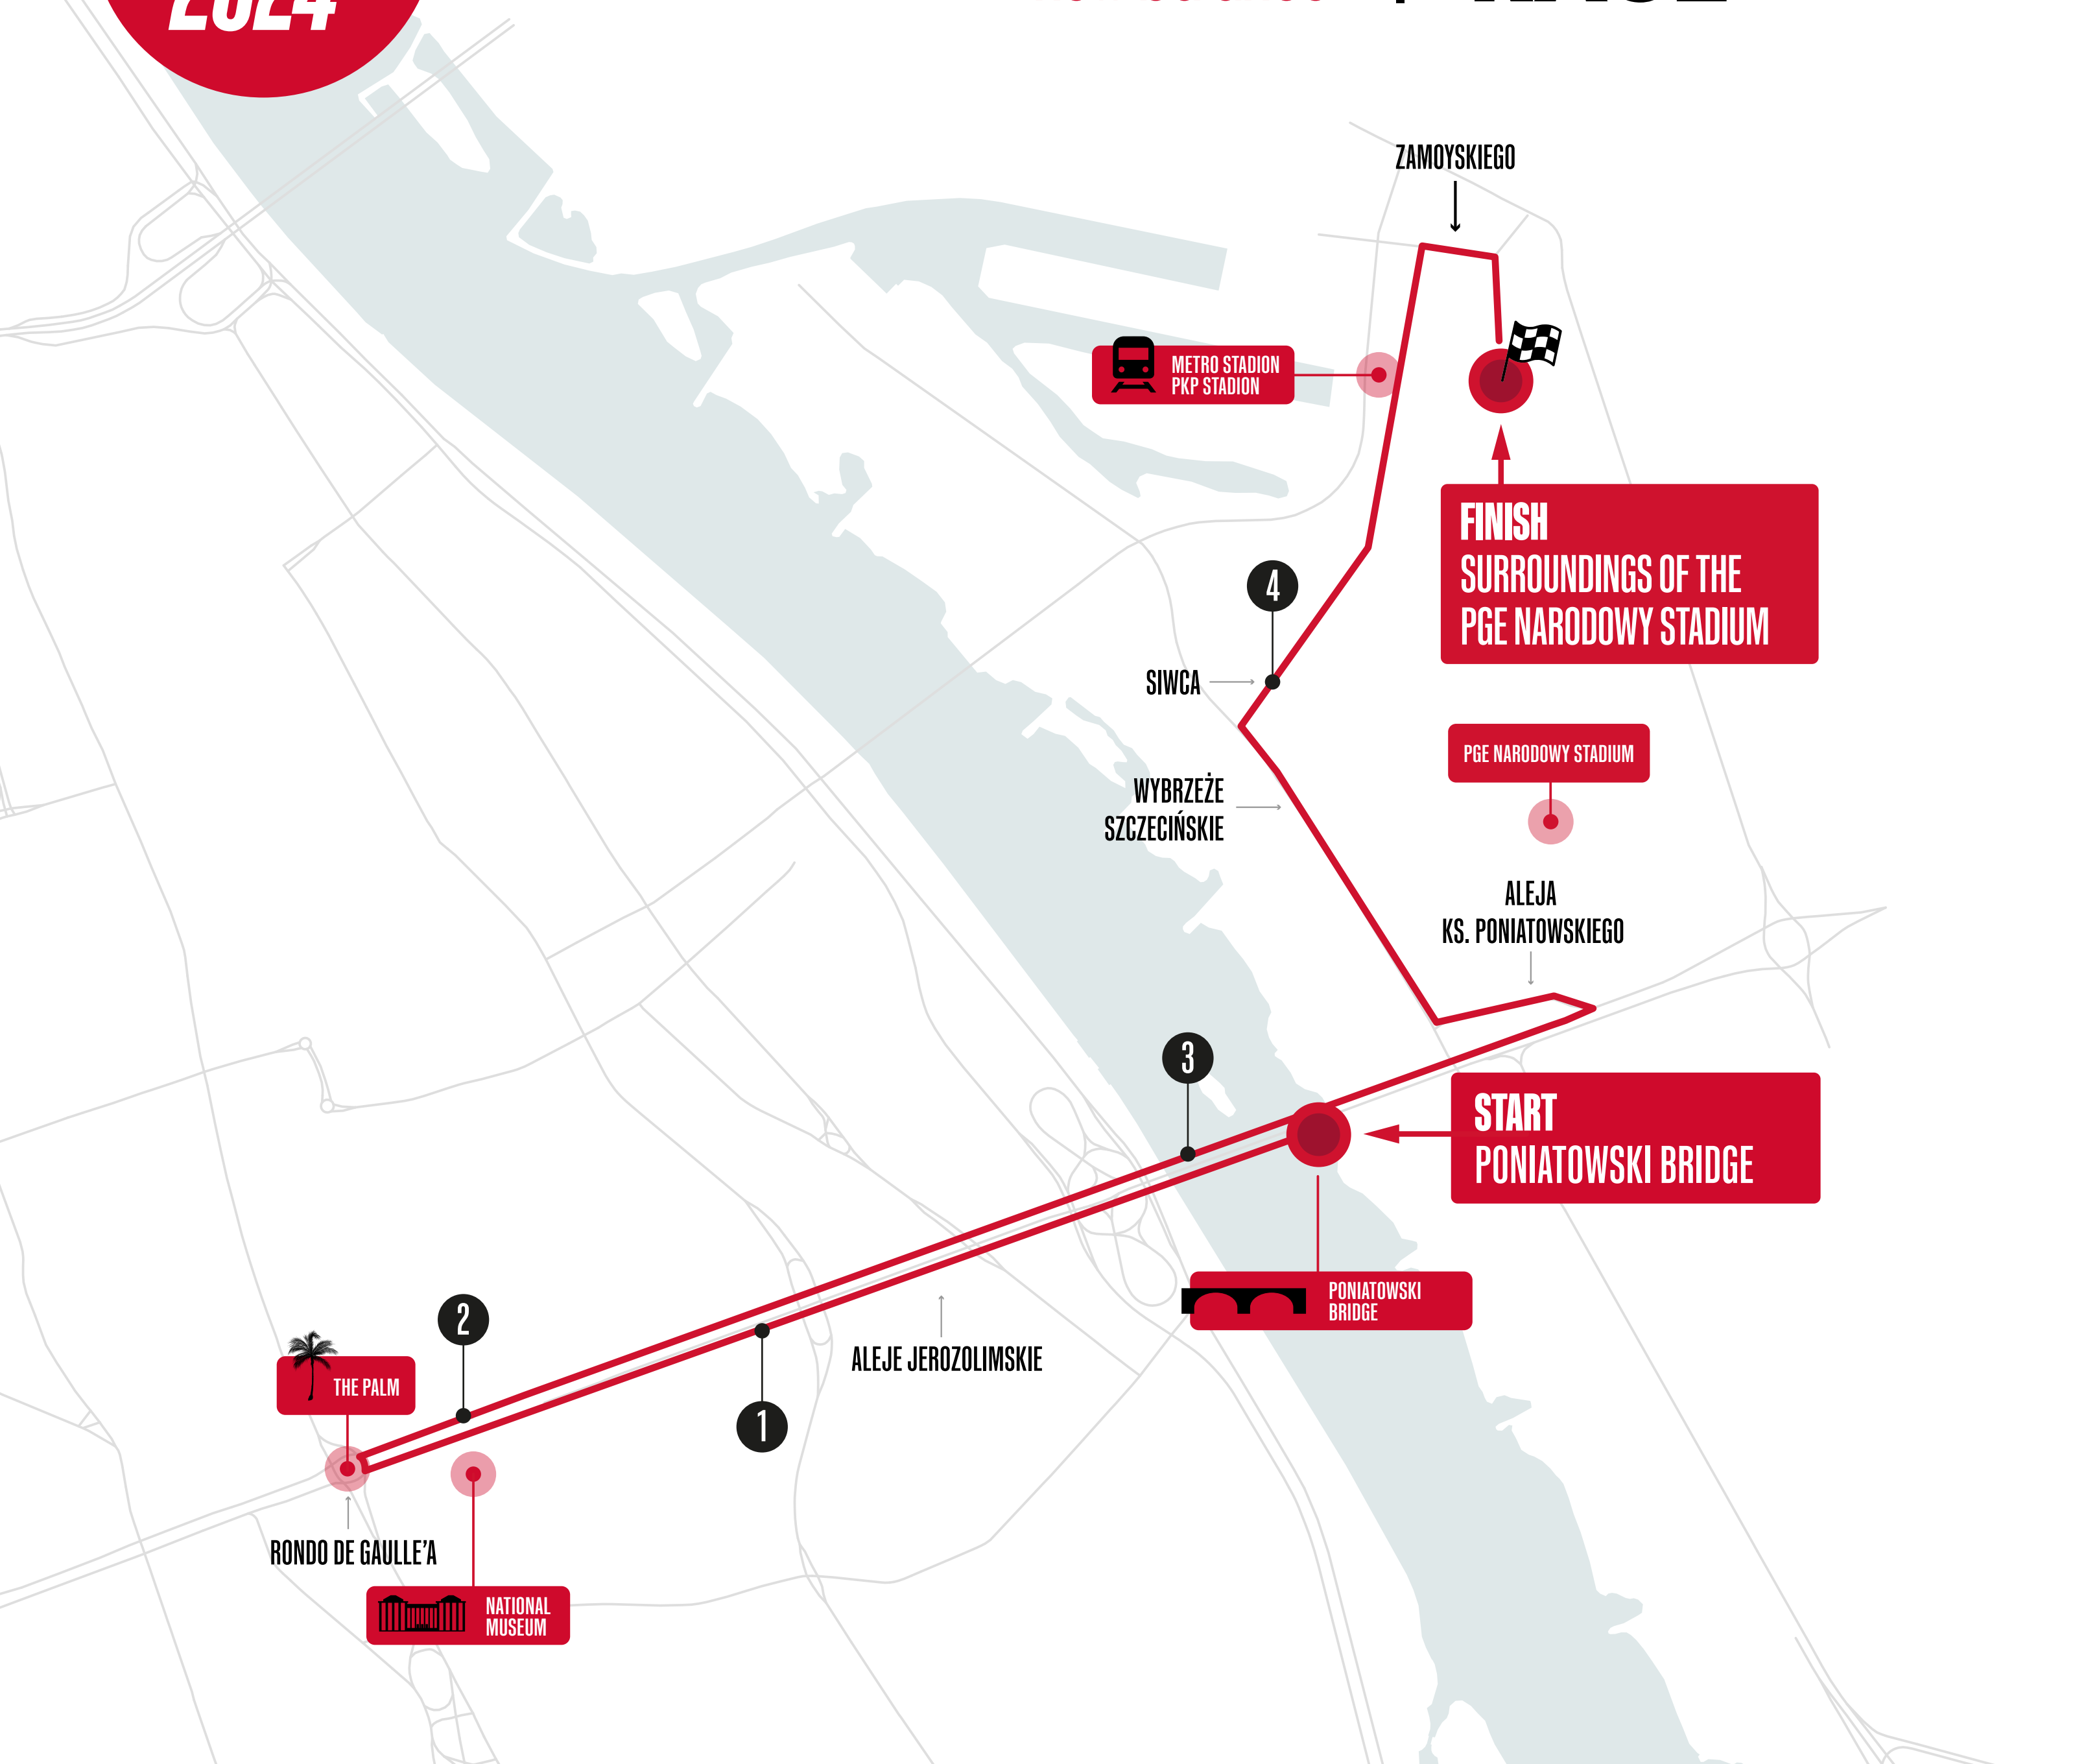 2024
ZAMOYSKIEGO
METRO STADION
PKP STADION
FINISH
SURROUNDINGS OF THE
PGE NARODOWY STADIUM
4
SIWCA
PGE NARODOWY STADIUM
WYBRZEŻE
SZCZECIŃSKIE
ALEJA
KS. PONIATOWSKIEGO
3
START
PONIATOWSKI BRIDGE
PONIATOWSKI
BRIDGE
2
ALEJE JEROZOLIMSKIE
THE PALM
1
RONDO DE GAULLE'A
NATIONAL
MUSEUM